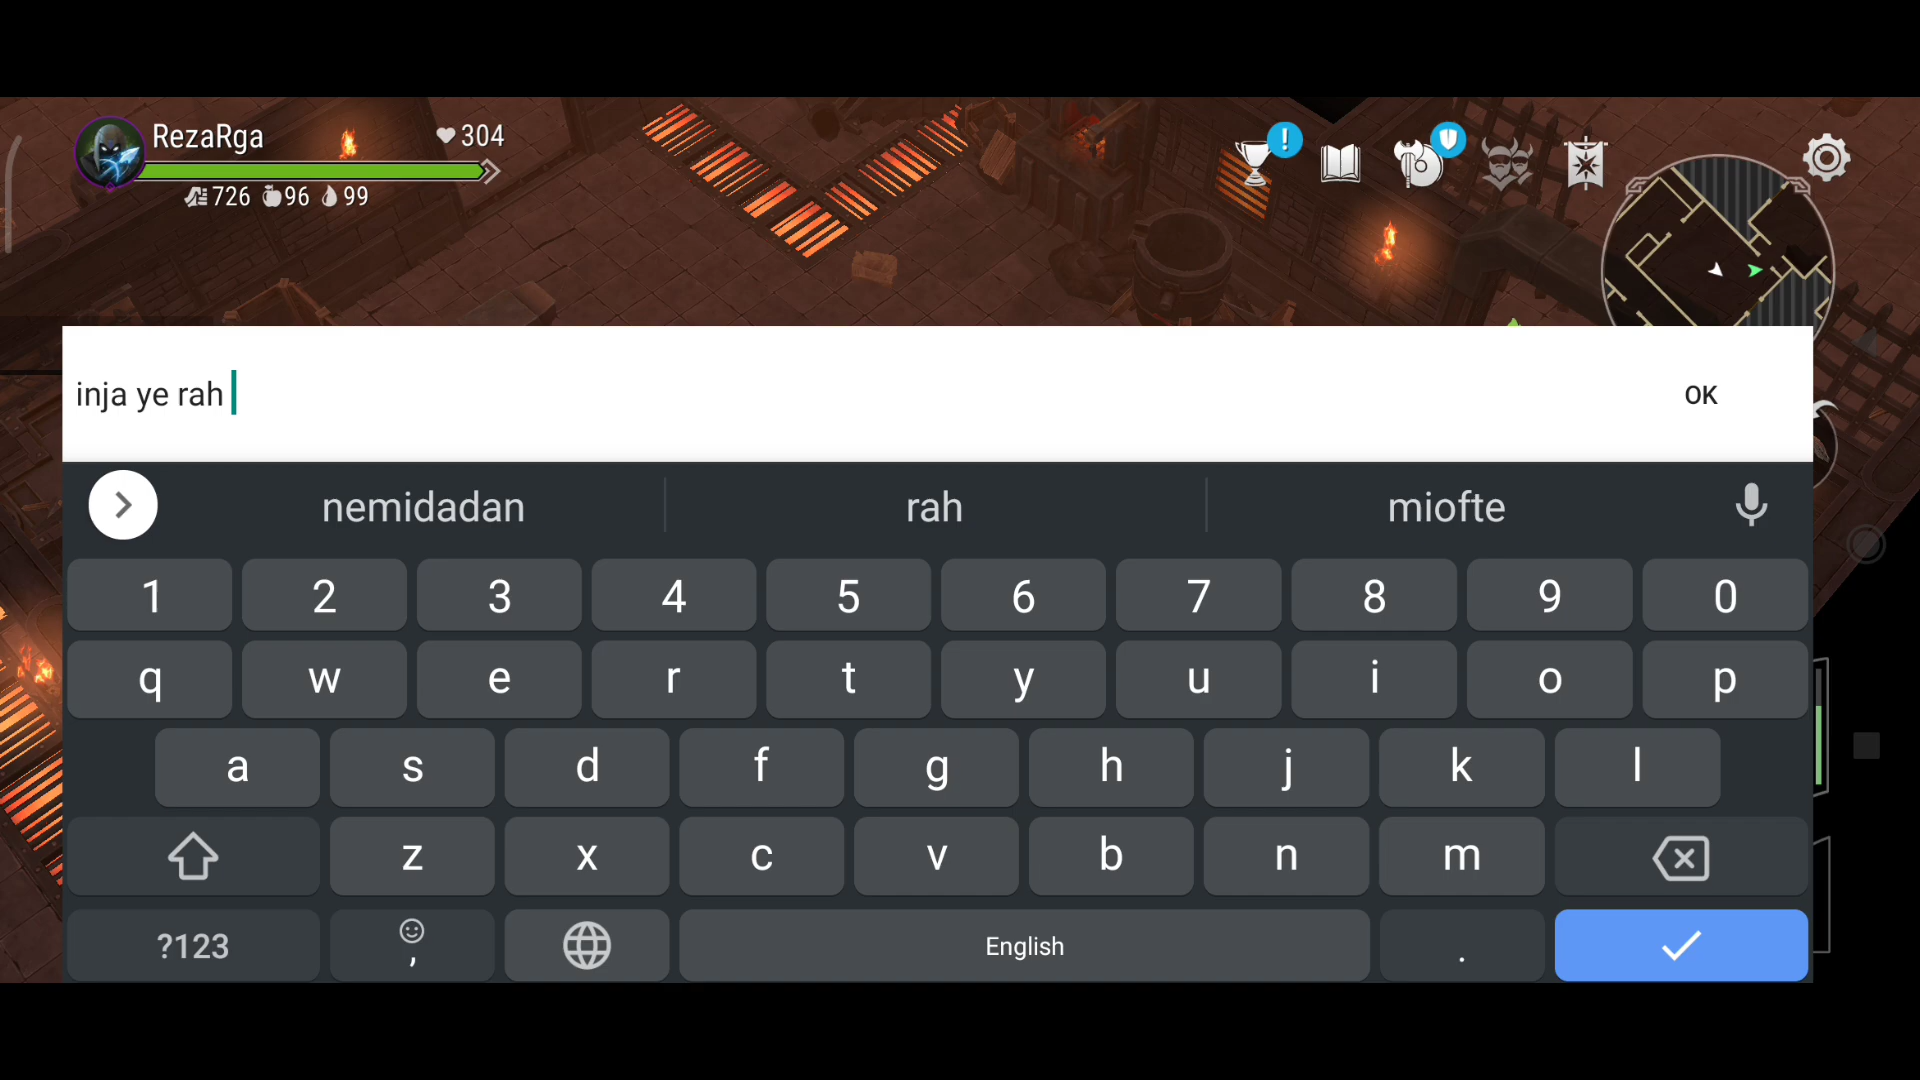 RezaRga
304
726 96 99
!
inja ye rah
OK
nemidadan rah miofte
1 2 3 4 5 6 7 8 9 0
q w e r t y u i o p
a s d f g h j k l
z x c v b n m
?123 , English .